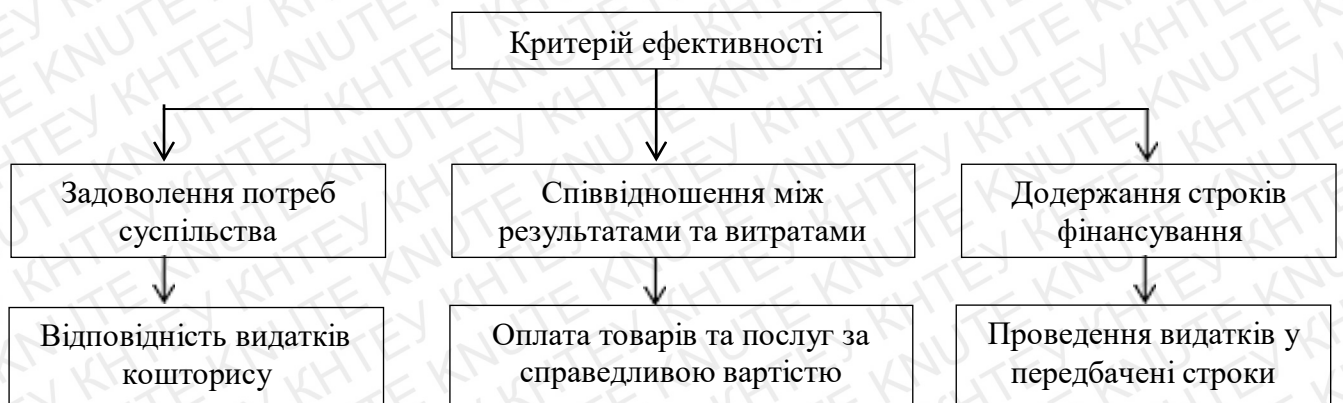 Критерій ефективності
Задоволення потреб
суспільства
Співвідношення між
результатами та витратами
Додержання строків
фінансування
Відповідність видатків
кошторису
Оплата товарів та послуг за
справедливою вартістю
Проведення видатків у
передбачені строки